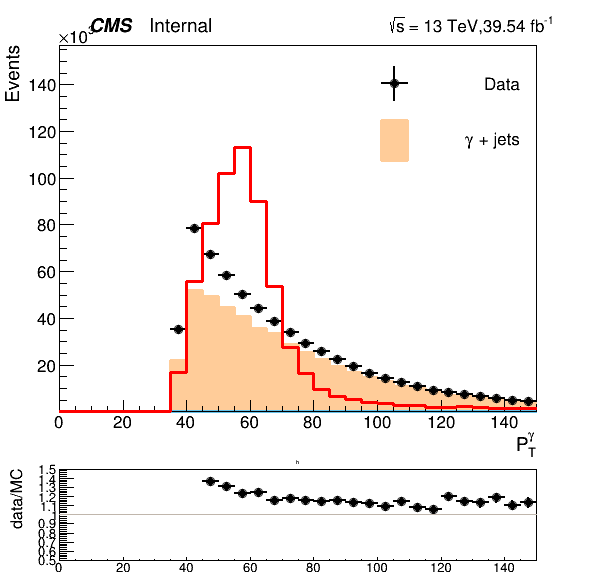 ×10³ CMS Internal √s = 13 TeV,39.54 fb⁻¹
Events
Data
γ + jets
140
120
100
80
60
40
20
0 20 40 60 80 100 120 140
P_T^γ
h
data/MC
1.5
1.4
1.3
1.2
1.1
1
0.9
0.8
0.7
0.6
0.5
0 20 40 60 80 100 120 140